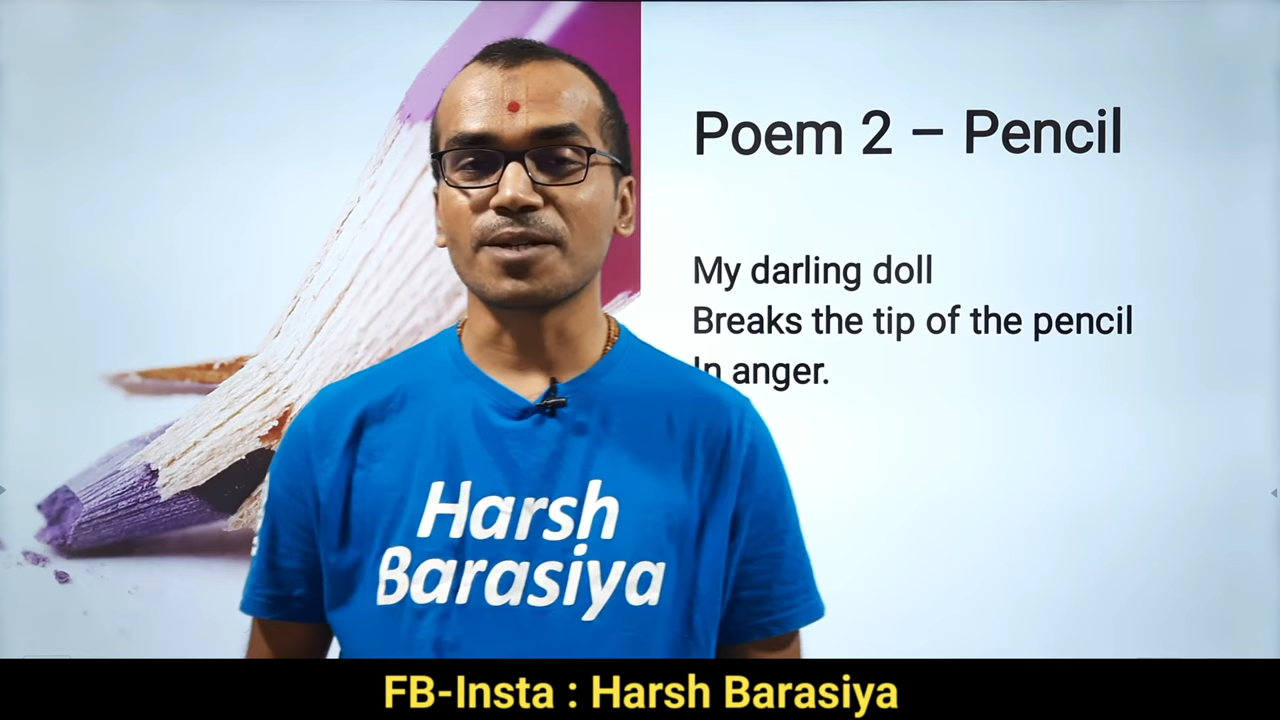 Poem 2 – Pencil
My darling doll
Breaks the tip of the pencil
In anger.
Harsh
Barasiya
FB-Insta : Harsh Barasiya